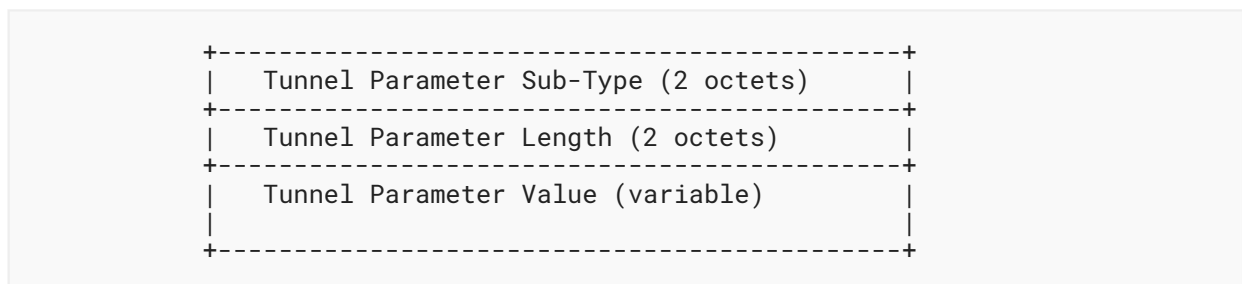 +---------------------------------------------+
|   Tunnel Parameter Sub-Type (2 octets)      |
+---------------------------------------------+
|   Tunnel Parameter Length (2 octets)        |
+---------------------------------------------+
|   Tunnel Parameter Value (variable)         |
|                                             |
+---------------------------------------------+